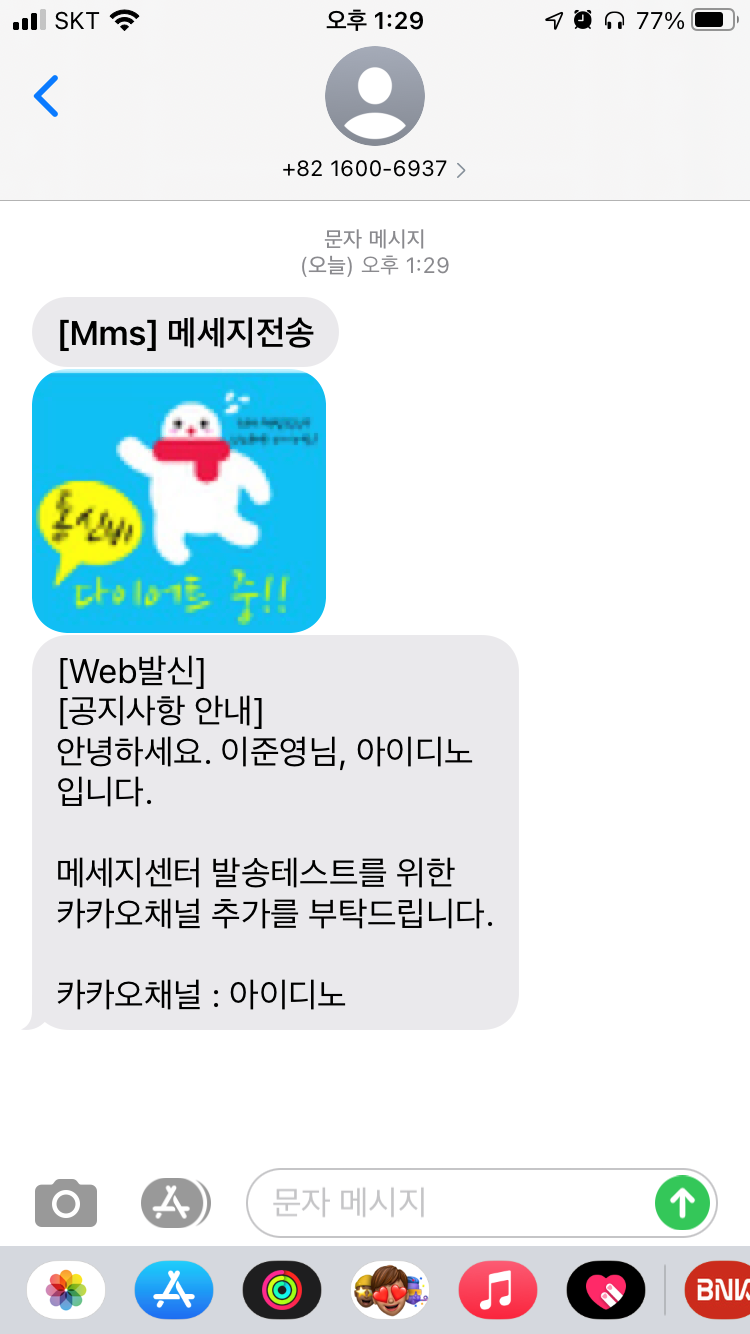 SKT
오후 1:29
77%
+82 1600-6937
문자 메시지
(오늘) 오후 1:29
[Mms] 메세지전송
통신비
다이어트 중!!
[Web발신]
[공지사항 안내]
안녕하세요. 이준영님, 아이디노
입니다.
메세지센터 발송테스트를 위한
카카오채널 추가를 부탁드립니다.
카카오채널 : 아이디노
문자 메시지